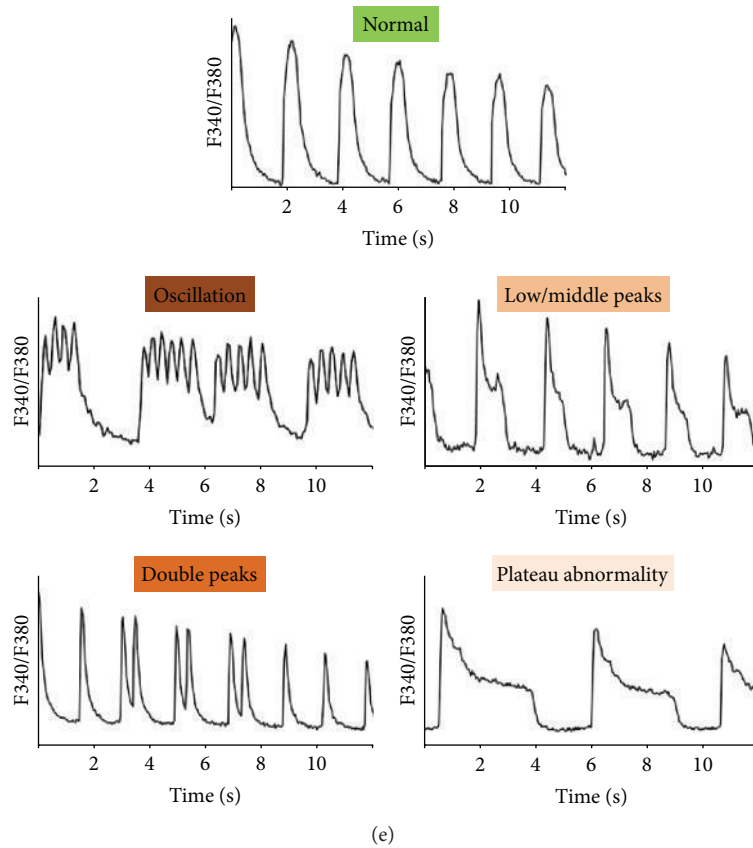 Normal
F340/F380
2 4 6 8 10
Time (s)
Oscillation
F340/F380
2 4 6 8 10
Time (s)
Low/middle peaks
F340/F380
2 4 6 8 10
Time (s)
Double peaks
F340/F380
2 4 6 8 10
Time (s)
Plateau abnormality
F340/F380
2 4 6 8 10
Time (s)
(e)